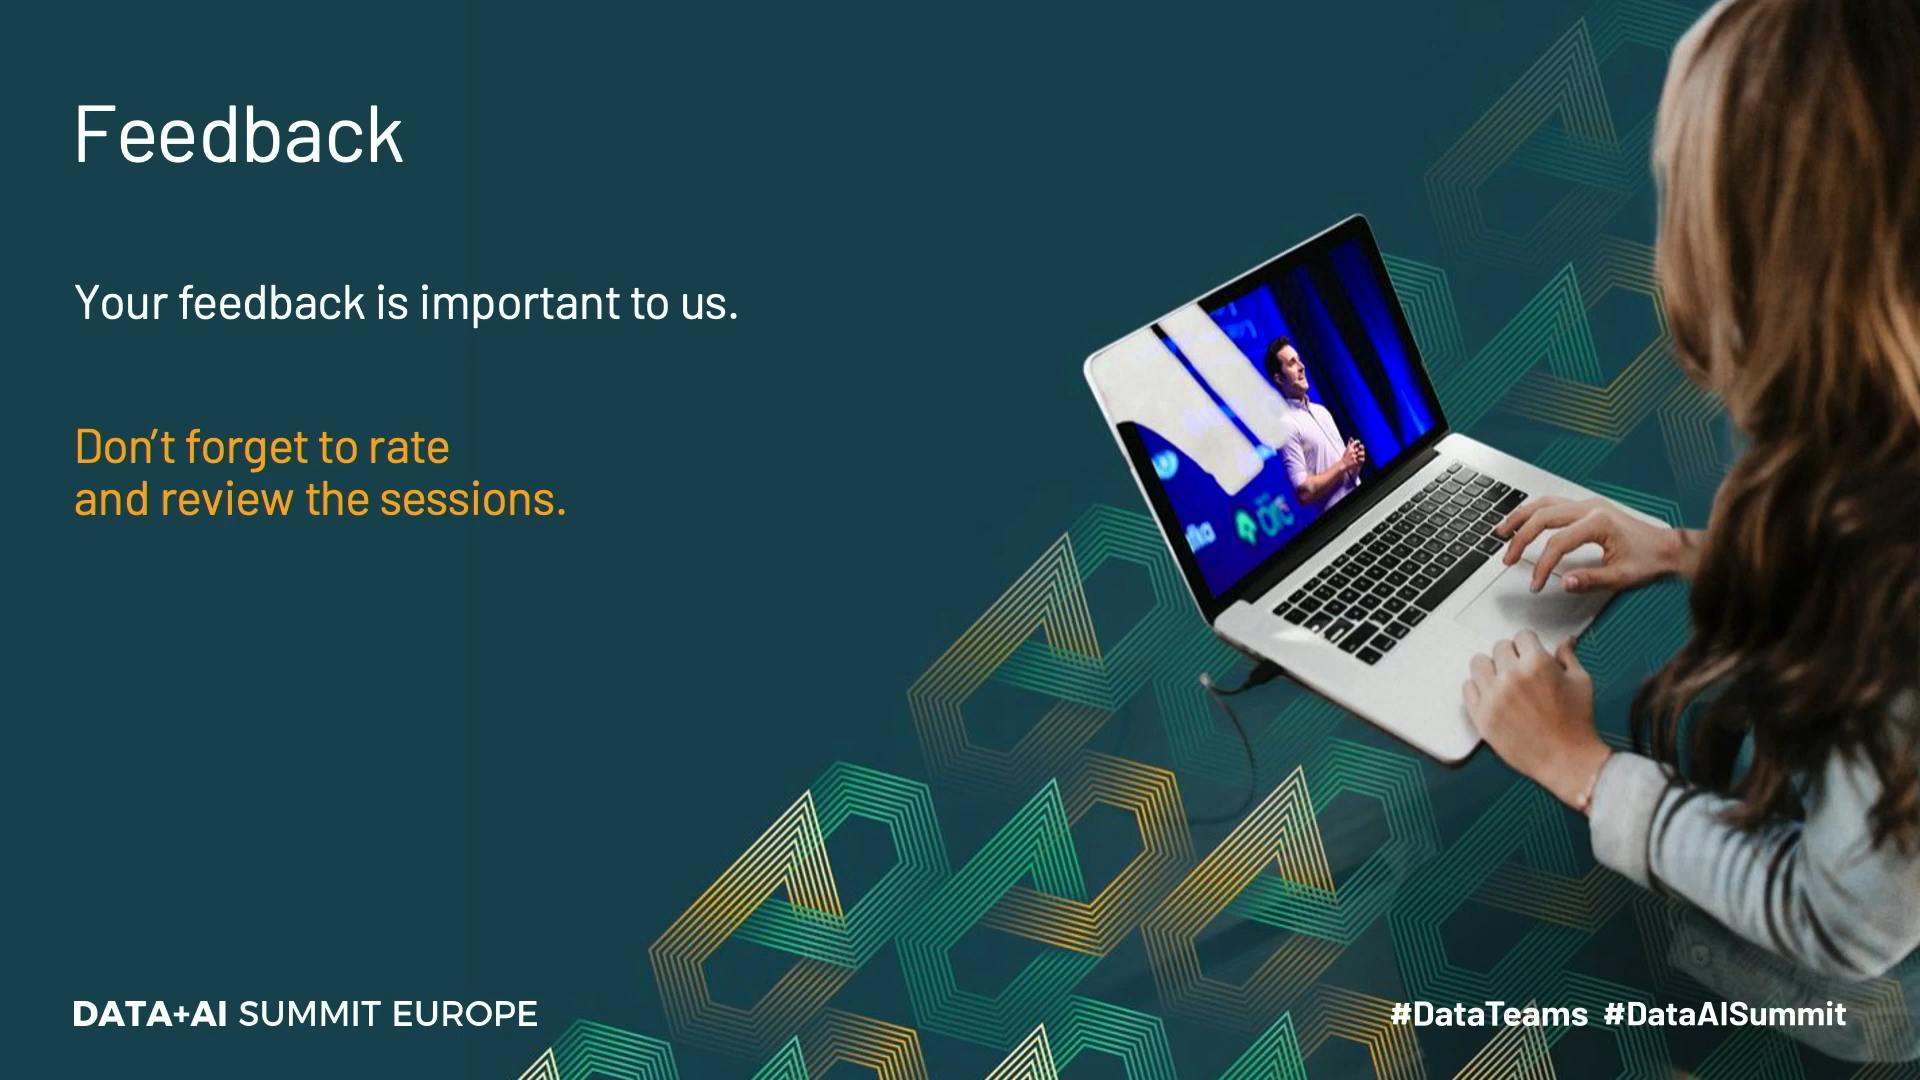 Feedback
Your feedback is important to us.
Don’t forget to rate
and review the sessions.
DATA+AI SUMMIT EUROPE
#DataTeams #DataAISummit